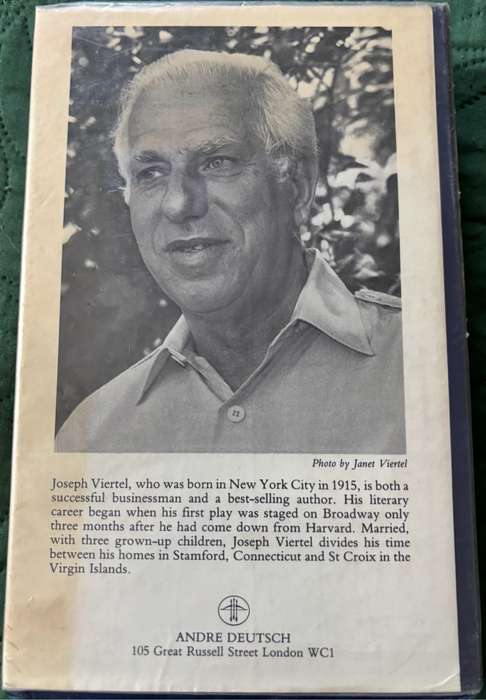 Photo by Janet Viertel
Joseph Viertel, who was born in New York City in 1915, is both a
successful businessman and a best-selling author. His literary
career began when his first play was staged on Broadway only
three months after he had come down from Harvard. Married,
with three grown-up children, Joseph Viertel divides his time
between his homes in Stamford, Connecticut and St Croix in the
Virgin Islands.
ANDRE DEUTSCH
105 Great Russell Street London WC1